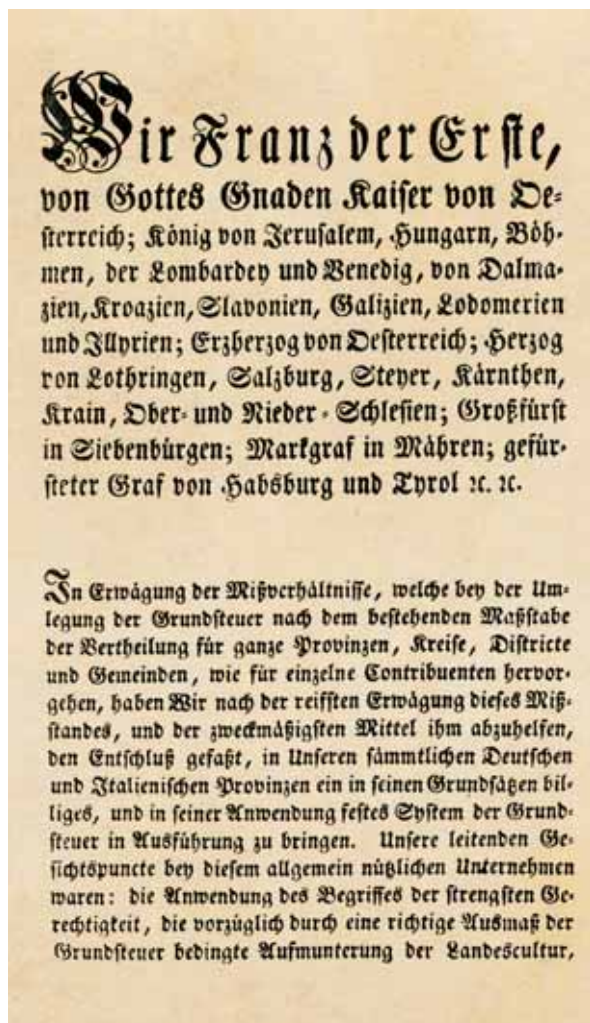 Wir Franz der Erste,
von Gottes Gnaden Kaiser von Oe-
sterreich; König von Jerusalem, Hungarn, Böh-
men, der Lombardey und Venedig, von Dalma-
zien, Kroazien, Slavonien, Galizien, Lodomerien
und Illyrien; Erzherzog von Oesterreich; Herzog
von Lothringen, Salzburg, Steyer, Kärnthen,
Krain, Ober- und Nieder-Schlesien; Großfürst
in Siebenbürgen; Markgraf in Mähren; gefür-
steter Graf von Habsburg und Tyrol ꝛc. ꝛc.
In Erwägung der Mißverhältnisse, welche bey der Um-
legung der Grundsteuer nach dem bestehenden Maßstabe
der Vertheilung für ganze Provinzen, Kreise, Districte
und Gemeinden, wie für einzelne Contribuenten hervor-
gehen, haben Wir nach der reifsten Erwägung dieses Miß-
standes, und der zweckmäßigsten Mittel ihm abzuhelfen,
den Entschluß gefaßt, in Unseren sämmtlichen Deutschen
und Italienischen Provinzen ein in seinen Grundsätzen bil-
liges, und in seiner Anwendung festes System der Grund-
steuer in Ausführung zu bringen. Unsere leitenden Ge-
sichtspuncte bey diesem allgemein nützlichen Unternehmen
waren: die Anwendung des Begriffes der strengsten Ge-
rechtigkeit, die vorzüglich durch eine richtige Ausmaß der
Grundsteuer bedingte Aufmunterung der Landescultur,